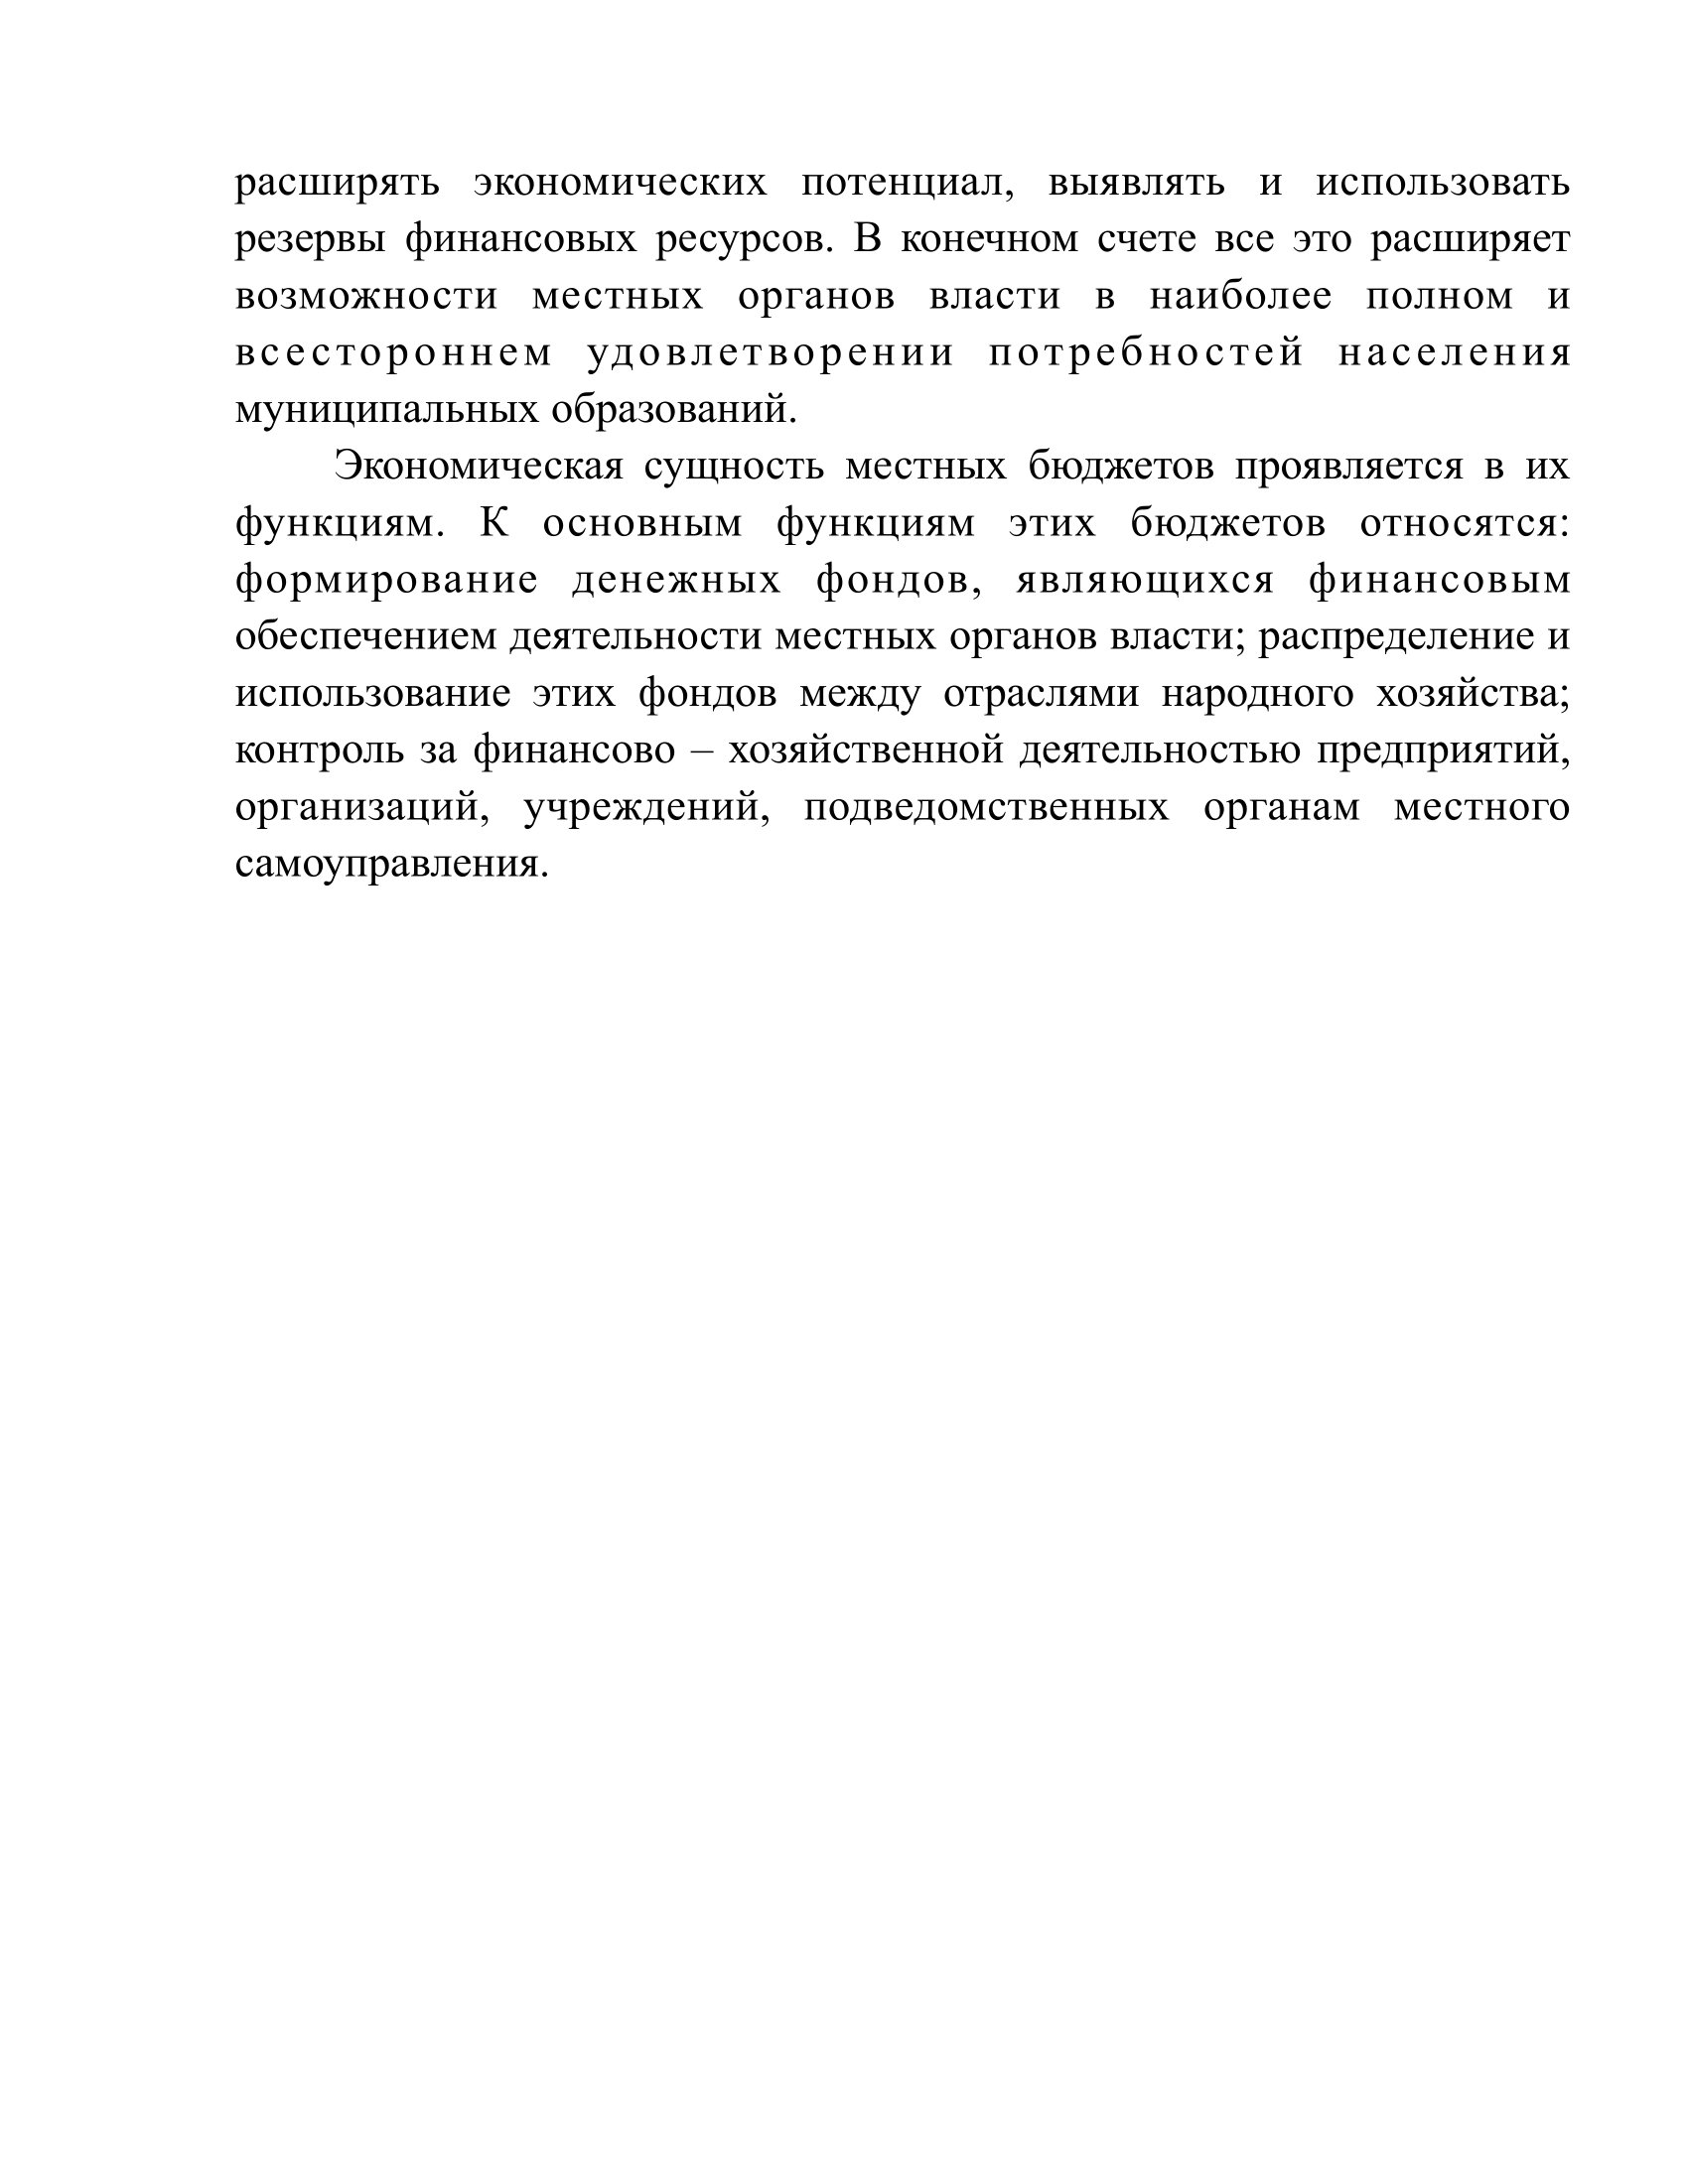 расширять экономических потенциал, выявлять и использовать
резервы финансовых ресурсов. В конечном счете все это расширяет
возможности местных органов власти в наиболее полном и
всестороннем удовлетворении потребностей населения
муниципальных образований.
Экономическая сущность местных бюджетов проявляется в их
функциям. К основным функциям этих бюджетов относятся:
формирование денежных фондов, являющихся финансовым
обеспечением деятельности местных органов власти; распределение и
использование этих фондов между отраслями народного хозяйства;
контроль за финансово – хозяйственной деятельностью предприятий,
организаций, учреждений, подведомственных органам местного
самоуправления.